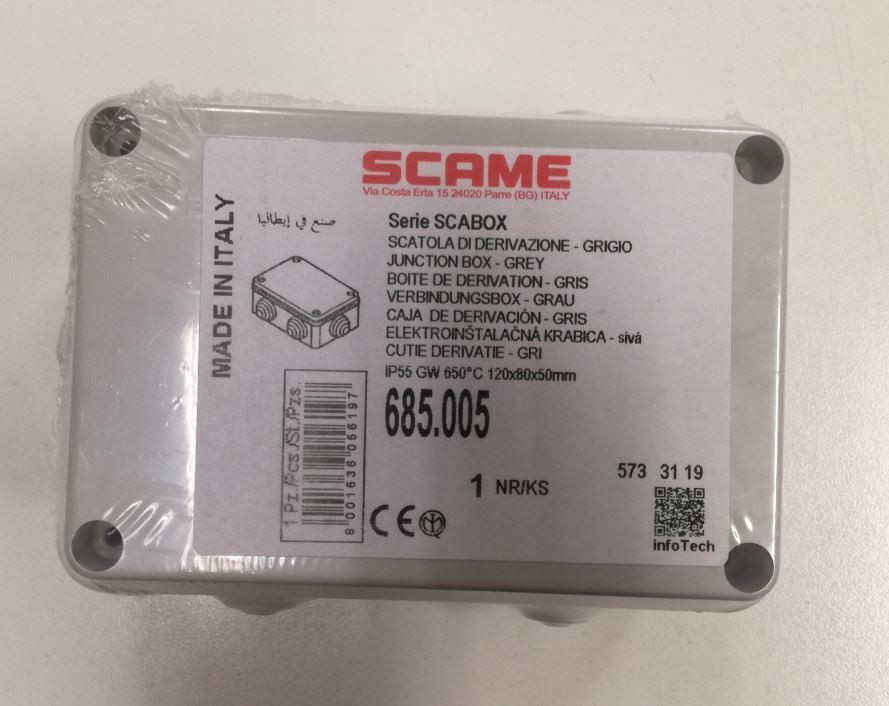 SCAME
Via Costa Erta 15 24020 Parre (BG) ITALY
MADE IN ITALY
صنع في إيطاليا
Serie SCABOX
SCATOLA DI DERIVAZIONE - GRIGIO
JUNCTION BOX - GREY
BOITE DE DERIVATION - GRIS
VERBINDUNGSBOX - GRAU
CAJA DE DERIVACIÓN - GRIS
ELEKTROINŠTALAČNÁ KRABICA - sivá
CUTIE DERIVATIE - GRI
IP55 GW 650°C 120x80x50mm
685.005
1 Pz./Pcs./St./Pzs.
8 001636 056197
1 NR/KS
573 31 19
CE
infoTech